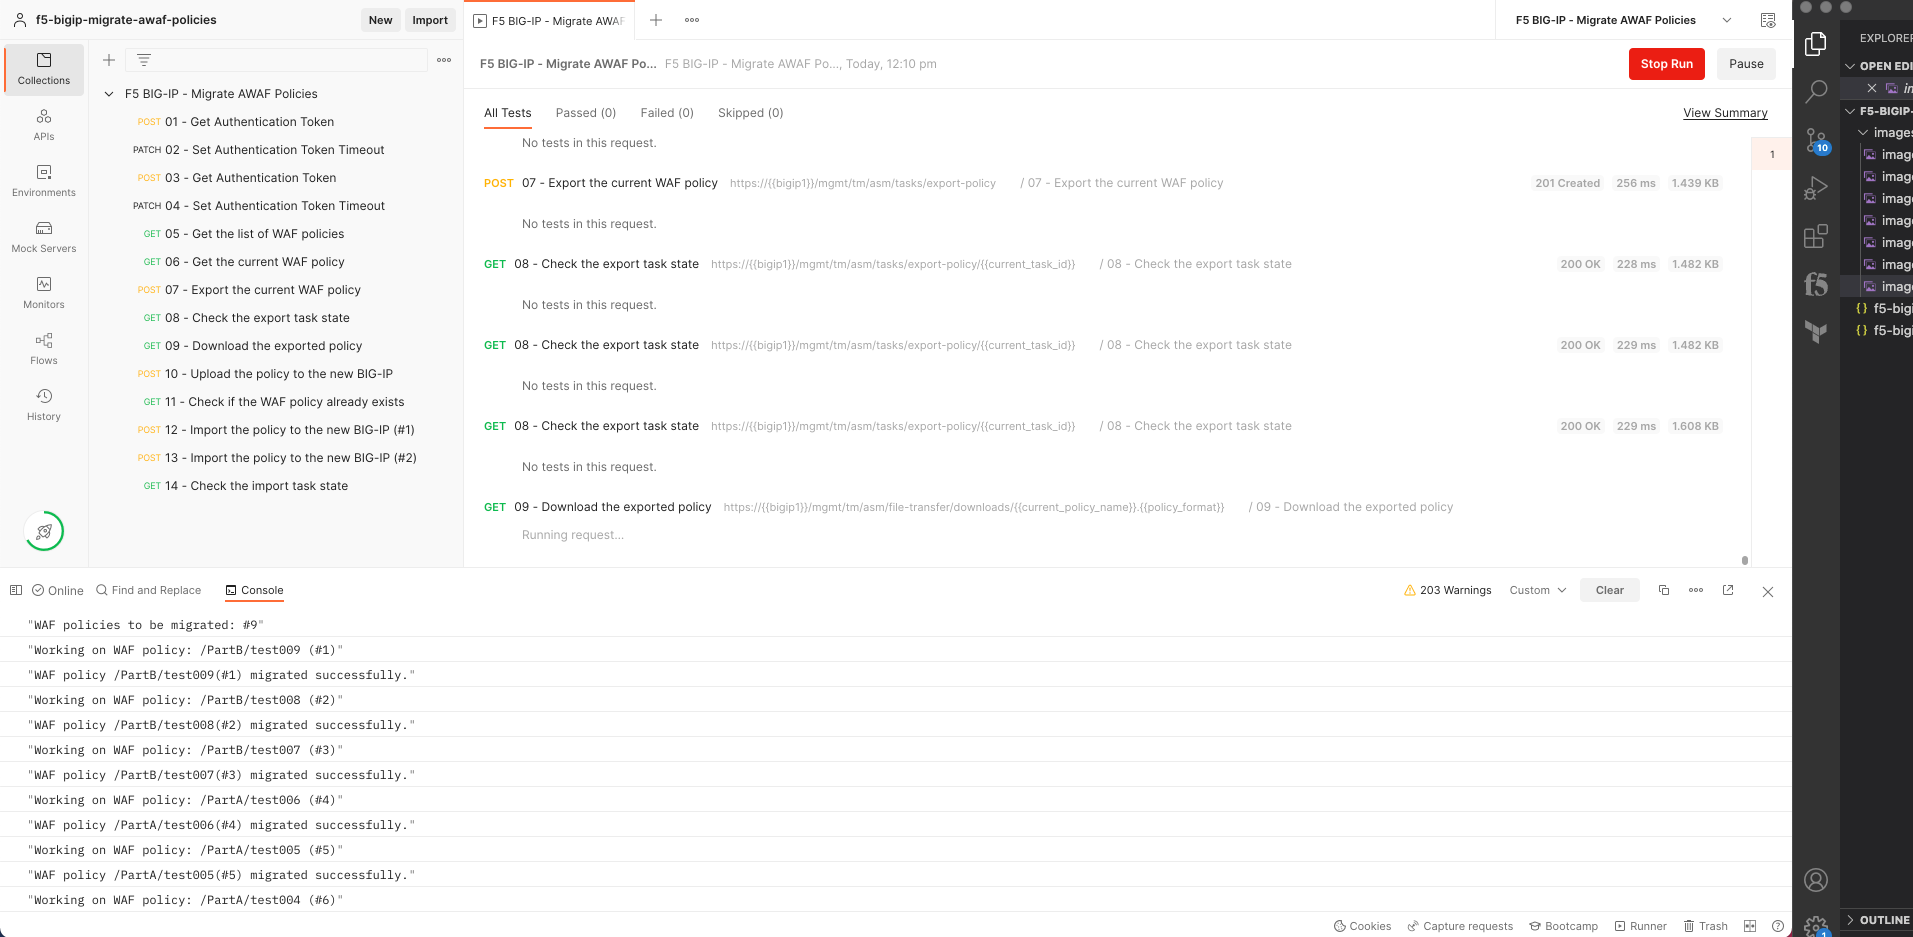 f5-bigip-migrate-awaf-policies
New
Import
Collections
APIs
Environments
Mock Servers
Monitors
Flows
History
F5 BIG-IP - Migrate AWAF Policies
POST 01 - Get Authentication Token
PATCH 02 - Set Authentication Token Timeout
POST 03 - Get Authentication Token
PATCH 04 - Set Authentication Token Timeout
GET 05 - Get the list of WAF policies
GET 06 - Get the current WAF policy
POST 07 - Export the current WAF policy
GET 08 - Check the export task state
GET 09 - Download the exported policy
POST 10 - Upload the policy to the new BIG-IP
GET 11 - Check if the WAF policy already exists
POST 12 - Import the policy to the new BIG-IP (#1)
POST 13 - Import the policy to the new BIG-IP (#2)
GET 14 - Check the import task state
F5 BIG-IP - Migrate AWAF
F5 BIG-IP - Migrate AWAF Policies
F5 BIG-IP - Migrate AWAF Po... F5 BIG-IP - Migrate AWAF Po..., Today, 12:10 pm
Stop Run
Pause
All Tests Passed (0) Failed (0) Skipped (0)
View Summary
1
No tests in this request.
POST 07 - Export the current WAF policy https://{{bigip1}}/mgmt/tm/asm/tasks/export-policy / 07 - Export the current WAF policy 201 Created 256 ms 1.439 KB
No tests in this request.
GET 08 - Check the export task state https://{{bigip1}}/mgmt/tm/asm/tasks/export-policy/{{current_task_id}} / 08 - Check the export task state 200 OK 228 ms 1.482 KB
No tests in this request.
GET 08 - Check the export task state https://{{bigip1}}/mgmt/tm/asm/tasks/export-policy/{{current_task_id}} / 08 - Check the export task state 200 OK 229 ms 1.482 KB
No tests in this request.
GET 08 - Check the export task state https://{{bigip1}}/mgmt/tm/asm/tasks/export-policy/{{current_task_id}} / 08 - Check the export task state 200 OK 229 ms 1.608 KB
No tests in this request.
GET 09 - Download the exported policy https://{{bigip1}}/mgmt/tm/asm/file-transfer/downloads/{{current_policy_name}}.{{policy_format}} / 09 - Download the exported policy
Running request...
Online Find and Replace Console
203 Warnings Custom Clear
"WAF policies to be migrated: #9"
"Working on WAF policy: /PartB/test009 (#1)"
"WAF policy /PartB/test009(#1) migrated successfully."
"Working on WAF policy: /PartB/test008 (#2)"
"WAF policy /PartB/test008(#2) migrated successfully."
"Working on WAF policy: /PartB/test007 (#3)"
"WAF policy /PartB/test007(#3) migrated successfully."
"Working on WAF policy: /PartA/test006 (#4)"
"WAF policy /PartA/test006(#4) migrated successfully."
"Working on WAF policy: /PartA/test005 (#5)"
"WAF policy /PartA/test005(#5) migrated successfully."
"Working on WAF policy: /PartA/test004 (#6)"
Cookies Capture requests Bootcamp Runner Trash
EXPLORER
OPEN EDI
F5-BIGIP-
images
10
f5
f5-bigi
f5-bigi
OUTLINE
1